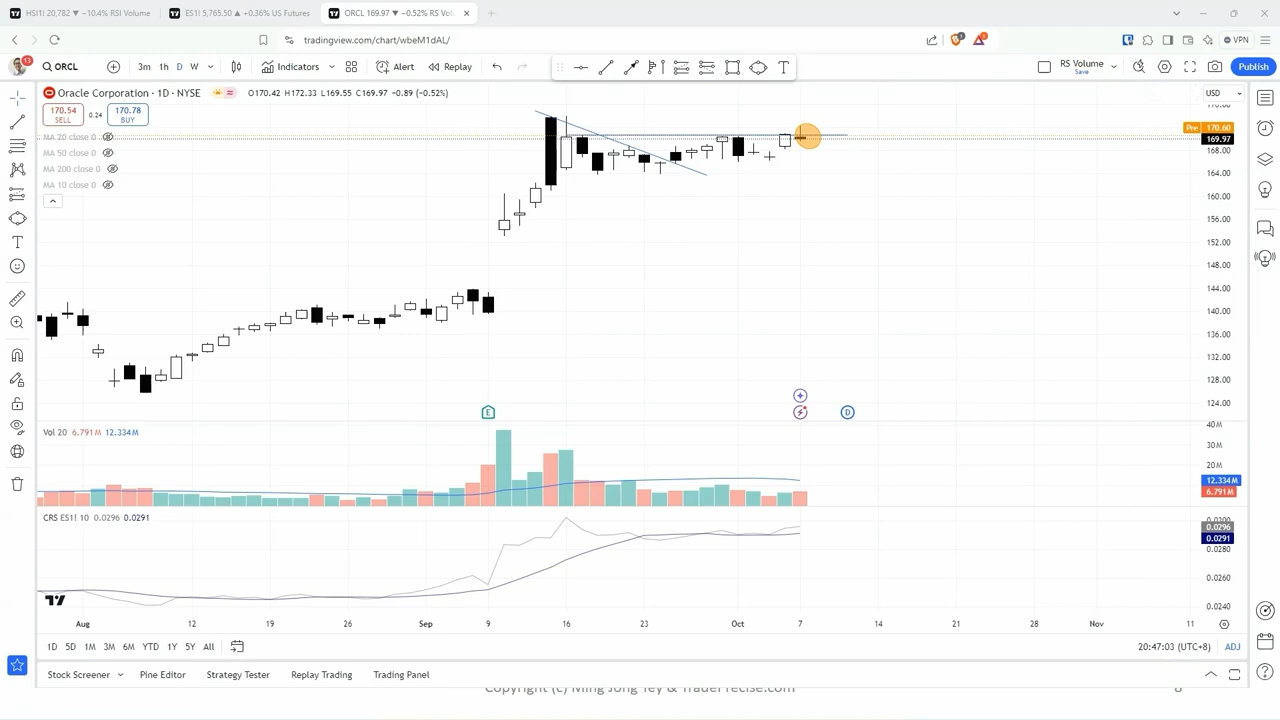 HSI1! 20,782 ▼ −10.4% RSI Volume
ES1! 5,765.50 ▲ +0.36% US Futures
ORCL 169.97 ▼ −0.52% RS Vol
tradingview.com/chart/wbeM1dAL/
1
1
VPN
13
ORCL
3m 1h D W
Indicators
Alert
Replay
RS Volume
Save
Publish
Oracle Corporation · 1D · NYSE
O170.42 H172.33 L169.55 C169.97 −0.89 (−0.52%)
USD
170.54
SELL
0.24
170.78
BUY
MA 20 close 0
MA 50 close 0
MA 200 close 0
MA 10 close 0
Pre 170.60
169.97
168.00
164.00
160.00
156.00
152.00
148.00
144.00
140.00
136.00
132.00
128.00
124.00
E
D
Vol 20 6.791M 12.334M
40M
30M
20M
12.334M
6.791M
CRS ES1! 10 0.0296 0.0291
0.0296
0.0291
0.0280
0.0260
0.0240
Aug 12 19 26 Sep 9 16 23 Oct 7 14 21 28 Nov 11
1D 5D 1M 3M 6M YTD 1Y 5Y All
20:47:03 (UTC+8)
ADJ
Stock Screener
Pine Editor
Strategy Tester
Replay Trading
Trading Panel